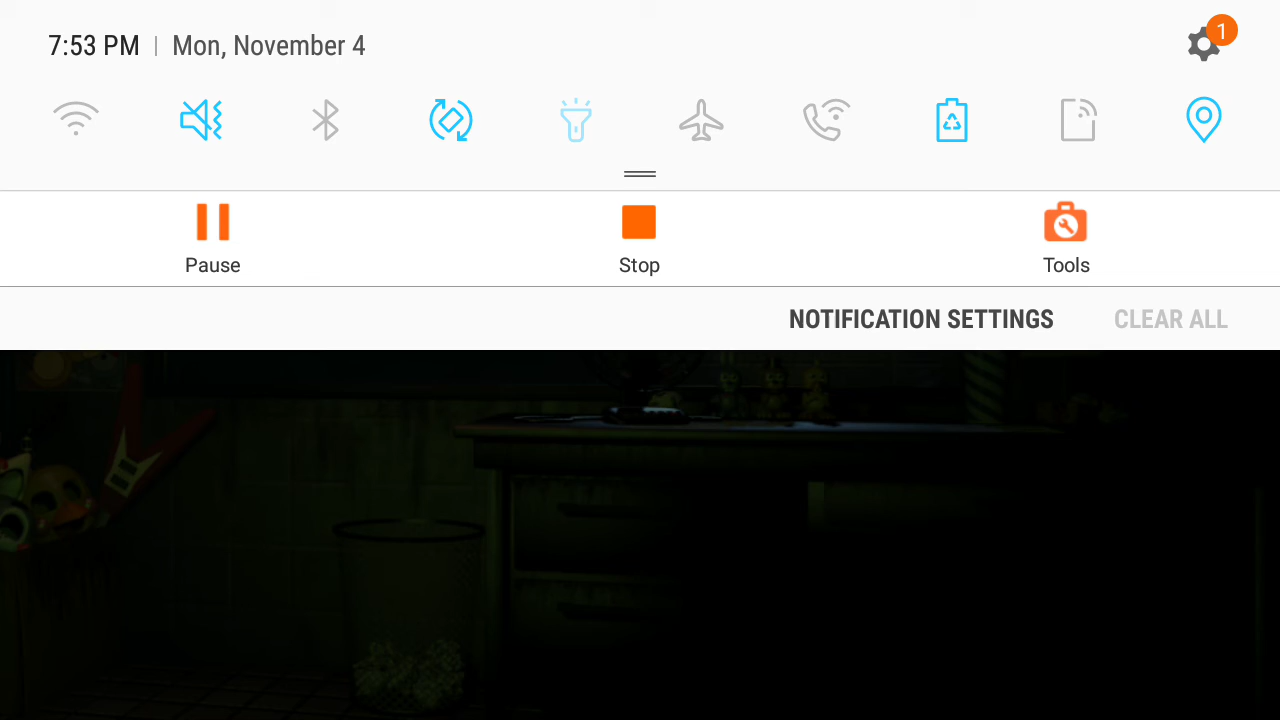 7:53 PM | Mon, November 4
1
Pause
Stop
Tools
NOTIFICATION SETTINGS
CLEAR ALL